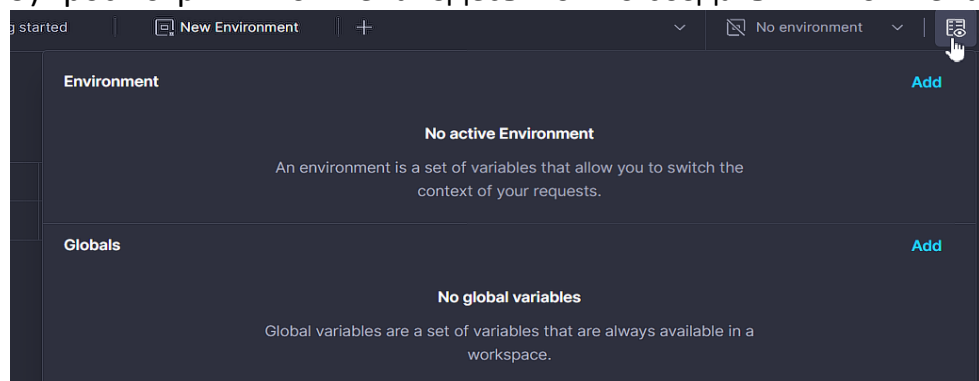 g started New Environment No environment
Environment Add
No active Environment
An environment is a set of variables that allow you to switch the
context of your requests.
Globals Add
No global variables
Global variables are a set of variables that are always available in a
workspace.